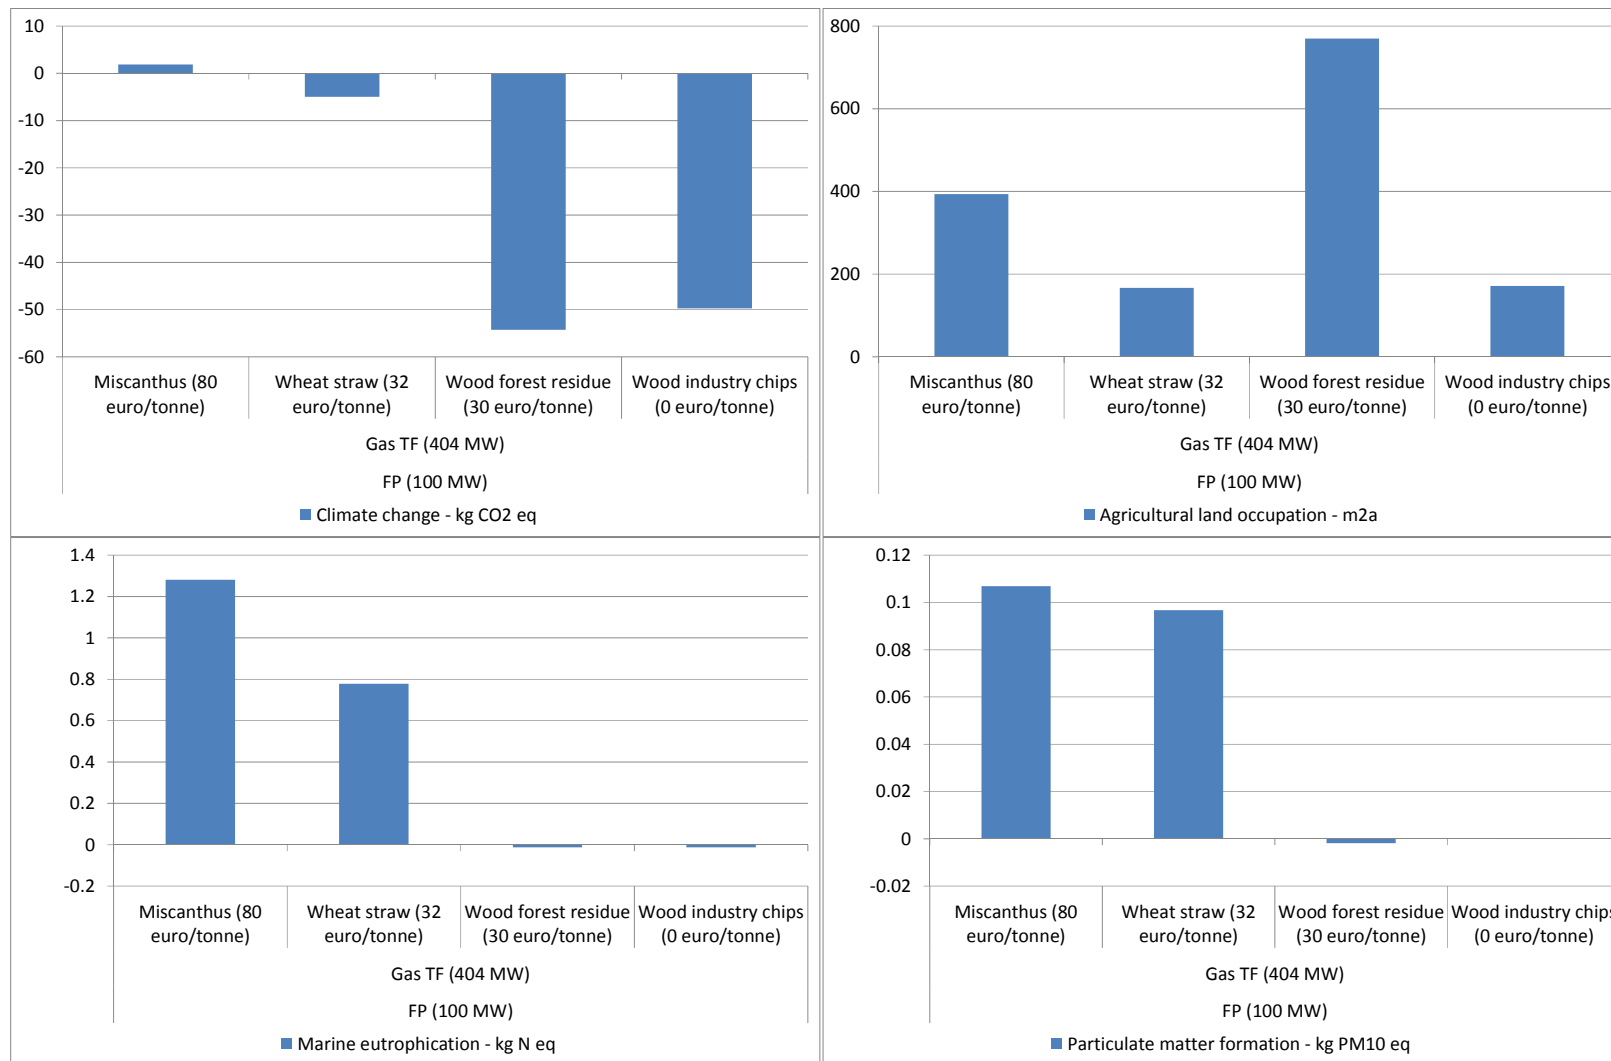 10
0
-10
-20
-30
-40
-50
-60
Miscanthus (80
euro/tonne)
Wheat straw (32
euro/tonne)
Wood forest residue
(30 euro/tonne)
Wood industry chips
(0 euro/tonne)
Gas TF (404 MW)
FP (100 MW)
Climate change - kg CO2 eq
800
600
400
200
0
Miscanthus (80
euro/tonne)
Wheat straw (32
euro/tonne)
Wood forest residue
(30 euro/tonne)
Wood industry chips
(0 euro/tonne)
Gas TF (404 MW)
FP (100 MW)
Agricultural land occupation - m2a
1.4
1.2
1
0.8
0.6
0.4
0.2
0
-0.2
Miscanthus (80
euro/tonne)
Wheat straw (32
euro/tonne)
Wood forest residue
(30 euro/tonne)
Wood industry chips
(0 euro/tonne)
Gas TF (404 MW)
FP (100 MW)
Marine eutrophication - kg N eq
0.12
0.1
0.08
0.06
0.04
0.02
0
-0.02
Miscanthus (80
euro/tonne)
Wheat straw (32
euro/tonne)
Wood forest residue
(30 euro/tonne)
Wood industry chips
(0 euro/tonne)
Gas TF (404 MW)
FP (100 MW)
Particulate matter formation - kg PM10 eq